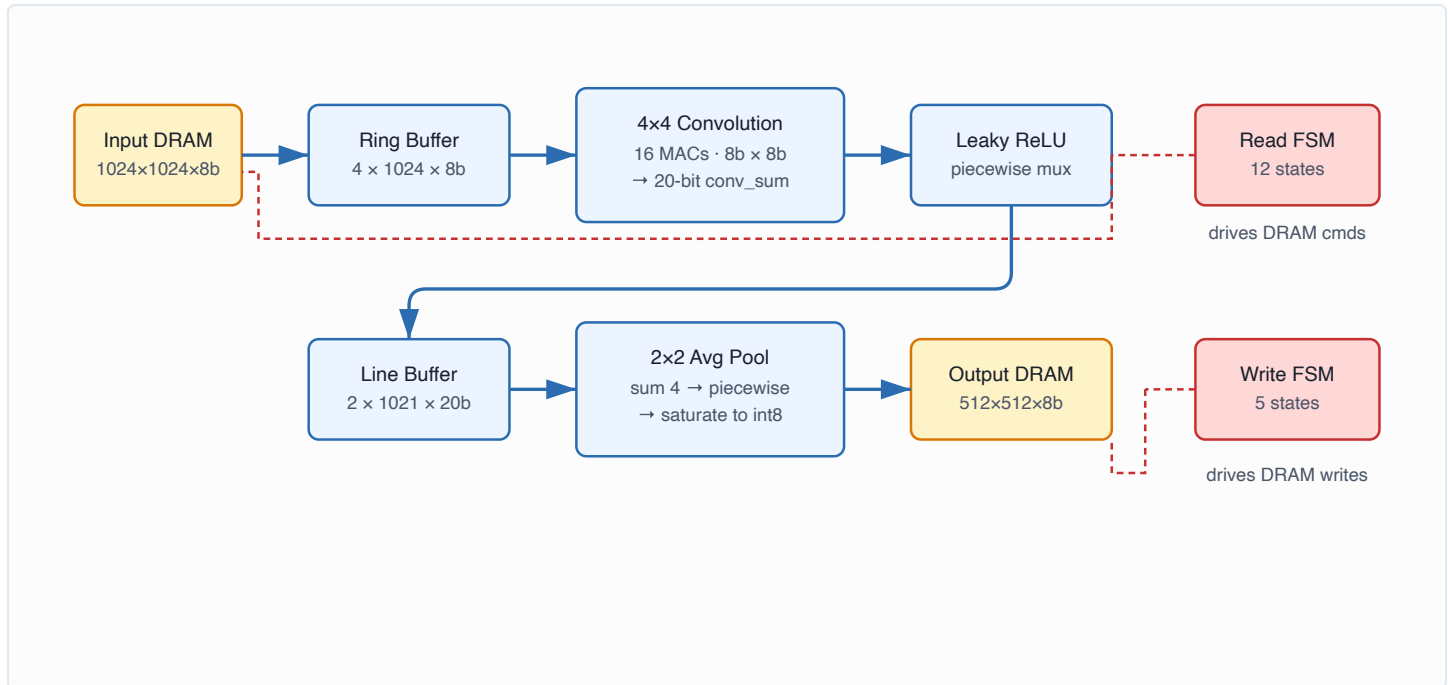 Input DRAM
1024×1024×8b
Ring Buffer
4 × 1024 × 8b
4×4 Convolution
16 MACs · 8b × 8b
→ 20-bit conv_sum
Leaky ReLU
piecewise mux
Read FSM
12 states
drives DRAM cmds
Line Buffer
2 × 1021 × 20b
2×2 Avg Pool
sum 4 → piecewise
→ saturate to int8
Output DRAM
512×512×8b
Write FSM
5 states
drives DRAM writes